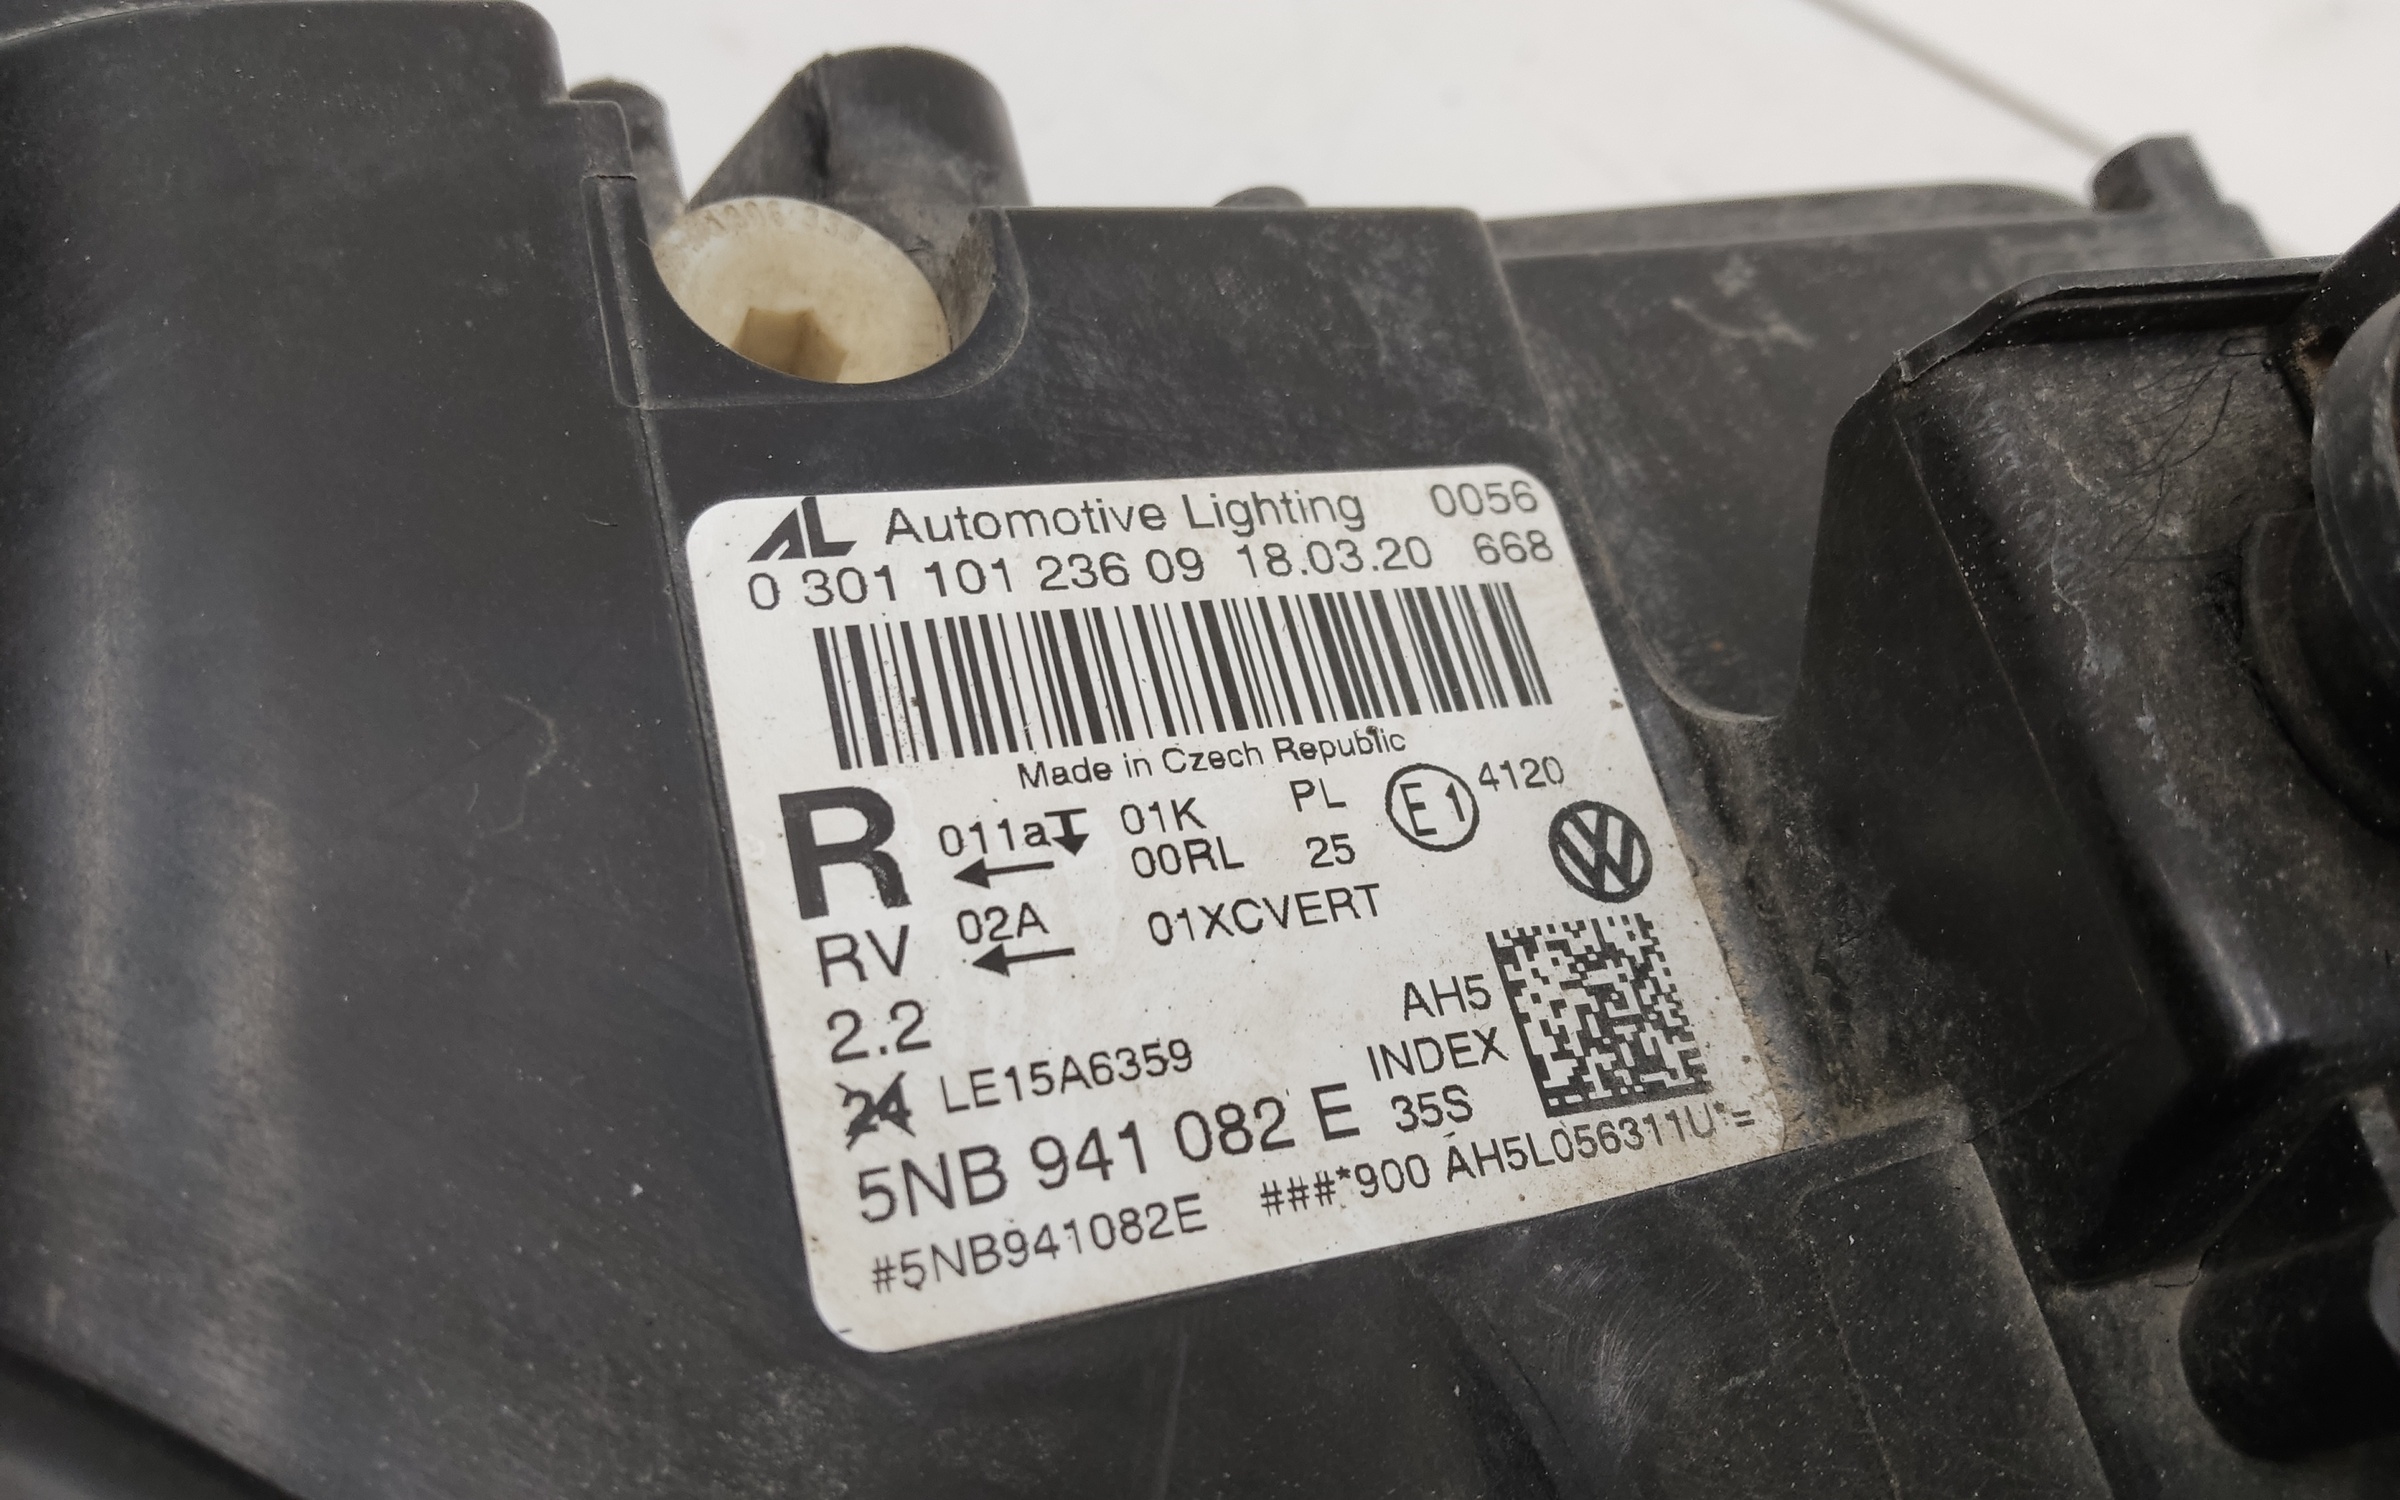 AL Automotive Lighting 0056
0 301 101 236 09 18.03.20 668
Made in Czech Republic
R 011a 01K PL E1 4120
00RL 25
RV 02A 01XCVERT
2.2 AH5
24 LE15A6359 INDEX
5NB 941 082 E 35S
#5NB941082E ###*900 AH5L056311U*=